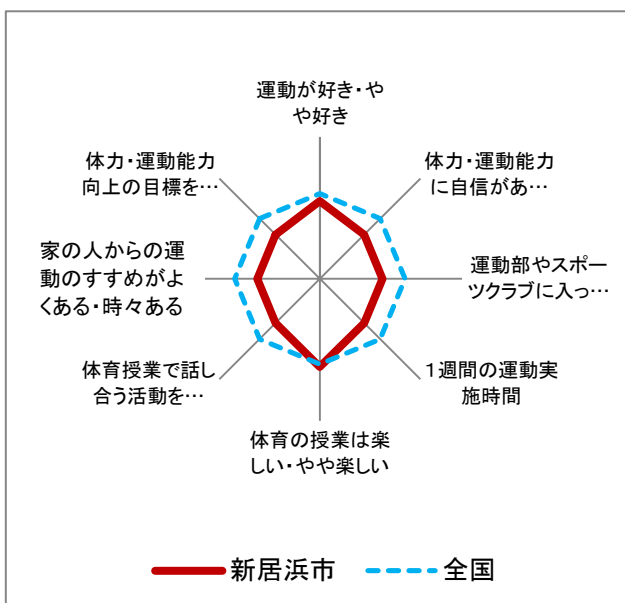 運動が好き・や
や好き
体力・運動能力
向上の目標を…
体力・運動能力
に自信があ…
家の人からの運
動のすすめがよ
くある・時々ある
運動部やスポー
ツクラブに入っ…
体育授業で話し
合う活動を…
1週間の運動実
施時間
体育の授業は楽
しい・やや楽しい
新居浜市
全国